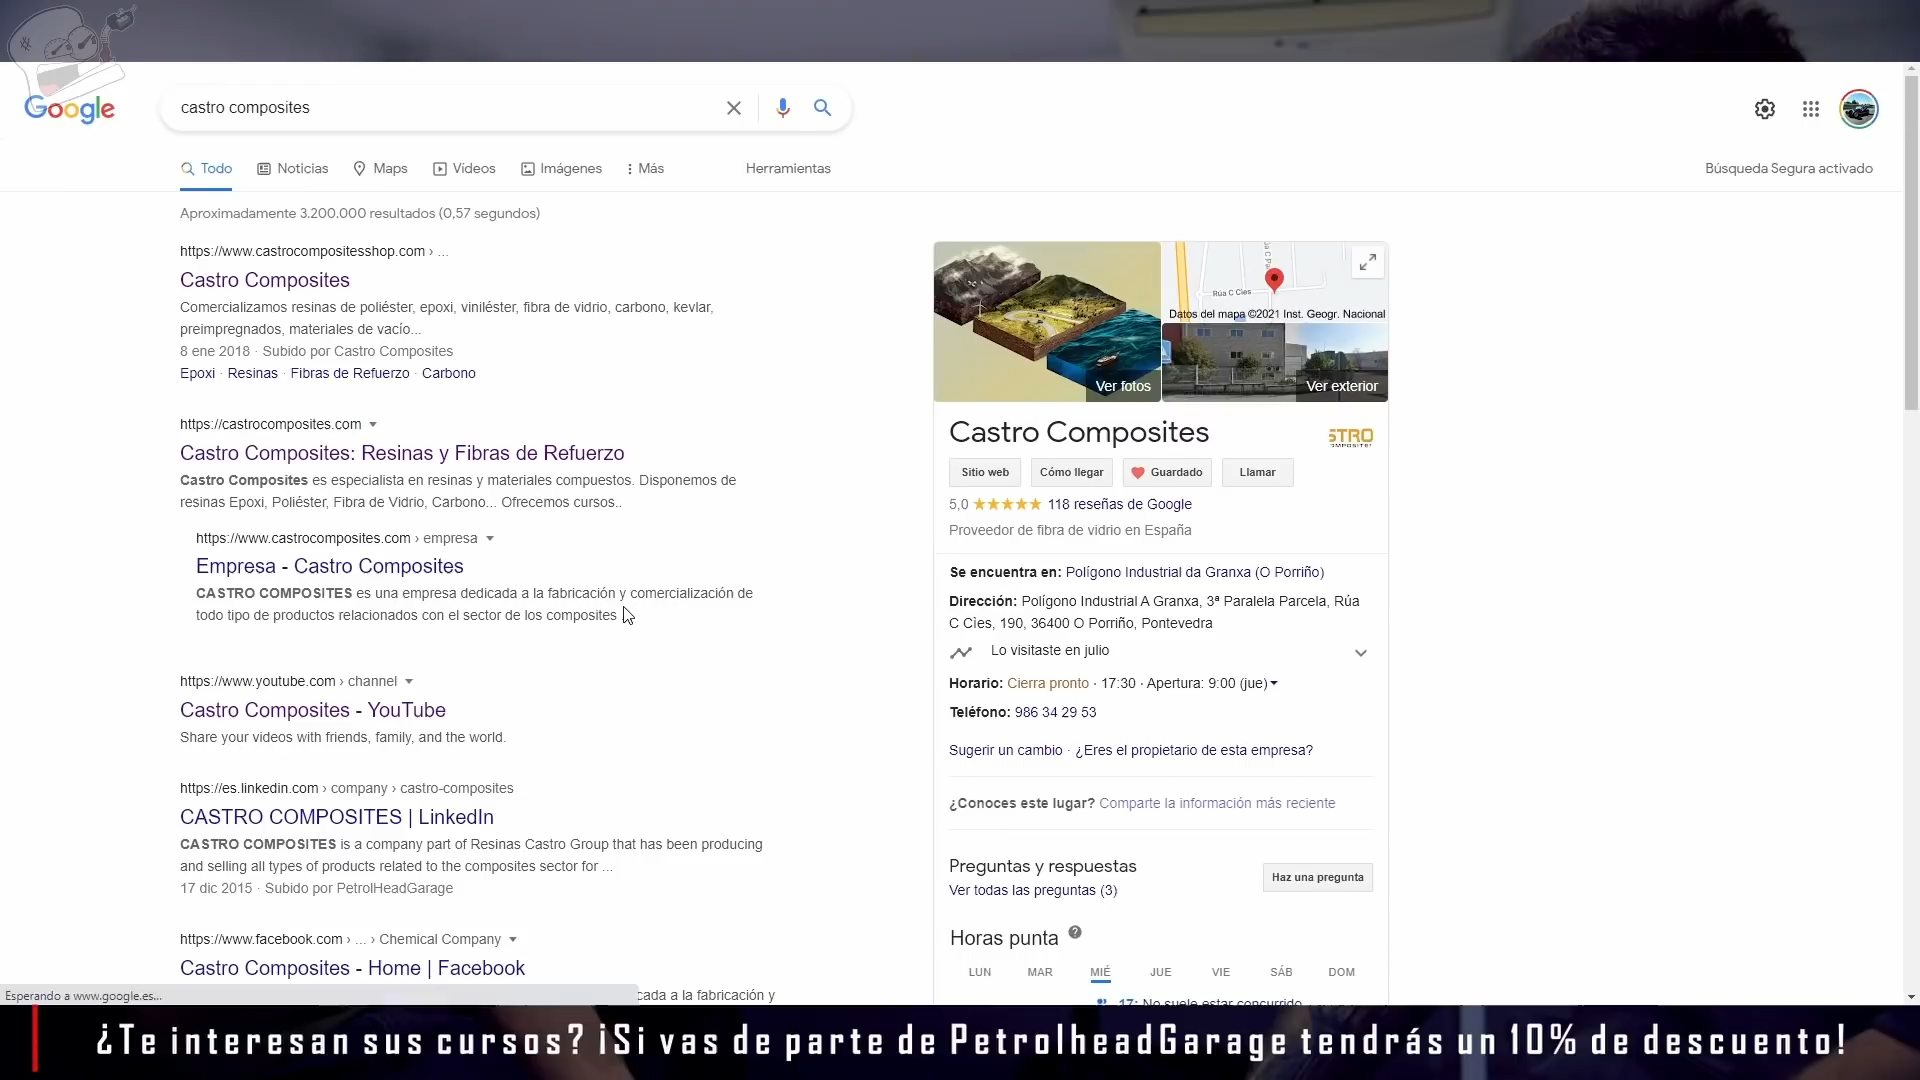 Google
castro composites
Todo
Noticias
Maps
Vídeos
Imágenes
Más
Herramientas
Búsqueda Segura activado
Aproximadamente 3.200.000 resultados (0,57 segundos)
https://www.castrocompositesshop.com › ...
Castro Composites
Comercializamos resinas de poliéster, epoxi, viniléster, fibra de vidrio, carbono, kevlar,
preimpregnados, materiales de vacío...
8 ene 2018 · Subido por Castro Composites
Epoxi · Resinas · Fibras de Refuerzo · Carbono
https://castrocomposites.com
Castro Composites: Resinas y Fibras de Refuerzo
Castro Composites es especialista en resinas y materiales compuestos. Disponemos de
resinas Epoxi, Poliéster, Fibra de Vidrio, Carbono... Ofrecemos cursos..
https://www.castrocomposites.com › empresa
Empresa - Castro Composites
CASTRO COMPOSITES es una empresa dedicada a la fabricación y comercialización de
todo tipo de productos relacionados con el sector de los composites
https://www.youtube.com › channel
Castro Composites - YouTube
Share your videos with friends, family, and the world.
https://es.linkedin.com › company › castro-composites
CASTRO COMPOSITES | LinkedIn
CASTRO COMPOSITES is a company part of Resinas Castro Group that has been producing
and selling all types of products related to the composites sector for ...
17 dic 2015 · Subido por PetrolHeadGarage
https://www.facebook.com › ... › Chemical Company
Castro Composites - Home | Facebook
cada a la fabricación y
Esperando a www.google.es...
Rúa C Cies
Datos del mapa ©2021 Inst. Geogr. Nacional
Ver fotos
Ver exterior
Castro Composites
STRO
Sitio web
Cómo llegar
Guardado
Llamar
5,0 ★★★★★ 118 reseñas de Google
Proveedor de fibra de vidrio en España
Se encuentra en: Polígono Industrial da Granxa (O Porriño)
Dirección: Polígono Industrial A Granxa, 3ª Paralela Parcela, Rúa
C Cíes, 190, 36400 O Porriño, Pontevedra
Lo visitaste en julio
Horario: Cierra pronto · 17:30 · Apertura: 9:00 (jue)
Teléfono: 986 34 29 53
Sugerir un cambio · ¿Eres el propietario de esta empresa?
¿Conoces este lugar? Comparte la información más reciente
Preguntas y respuestas
Ver todas las preguntas (3)
Haz una pregunta
Horas punta
LUN MAR MIÉ JUE VIE SÁB DOM
17: No suele estar concurrido
¿Te interesan sus cursos? ¡Si vas de parte de PetrolheadGarage tendrás un 10% de descuento!